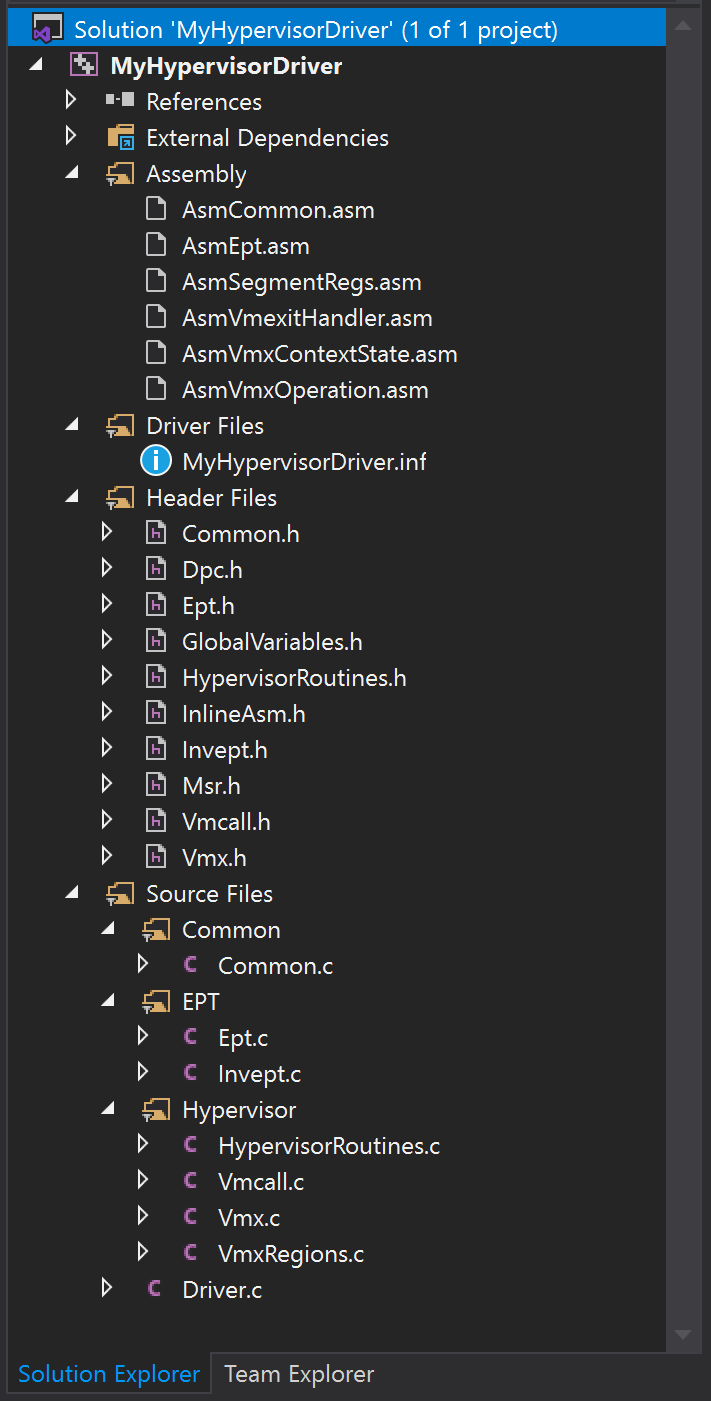 Solution 'MyHypervisorDriver' (1 of 1 project)
MyHypervisorDriver
References
External Dependencies
Assembly
AsmCommon.asm
AsmEpt.asm
AsmSegmentRegs.asm
AsmVmexitHandler.asm
AsmVmxContextState.asm
AsmVmxOperation.asm
Driver Files
MyHypervisorDriver.inf
Header Files
Common.h
Dpc.h
Ept.h
GlobalVariables.h
HypervisorRoutines.h
InlineAsm.h
Invept.h
Msr.h
Vmcall.h
Vmx.h
Source Files
Common
Common.c
EPT
Ept.c
Invept.c
Hypervisor
HypervisorRoutines.c
Vmcall.c
Vmx.c
VmxRegions.c
Driver.c
Solution Explorer Team Explorer